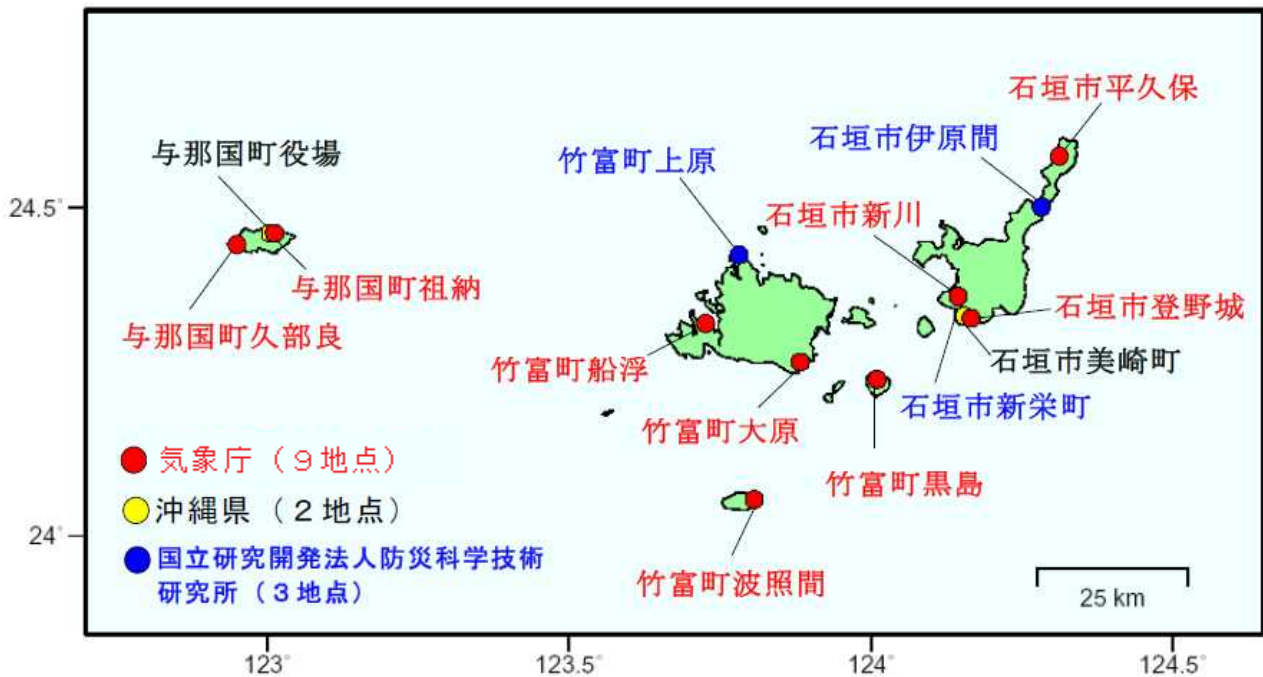 石垣市平久保
石垣市伊原間
与那国町役場
竹富町上原
24.5°
石垣市新川
与那国町祖納
石垣市登野城
与那国町久部良
石垣市美崎町
竹富町船浮
石垣市新栄町
竹富町大原
気象庁（９地点）
竹富町黒島
沖縄県（２地点）
24°
国立研究開発法人防災科学技術
研究所（３地点）
竹富町波照間
25 km
123°
123.5°
124°
124.5°